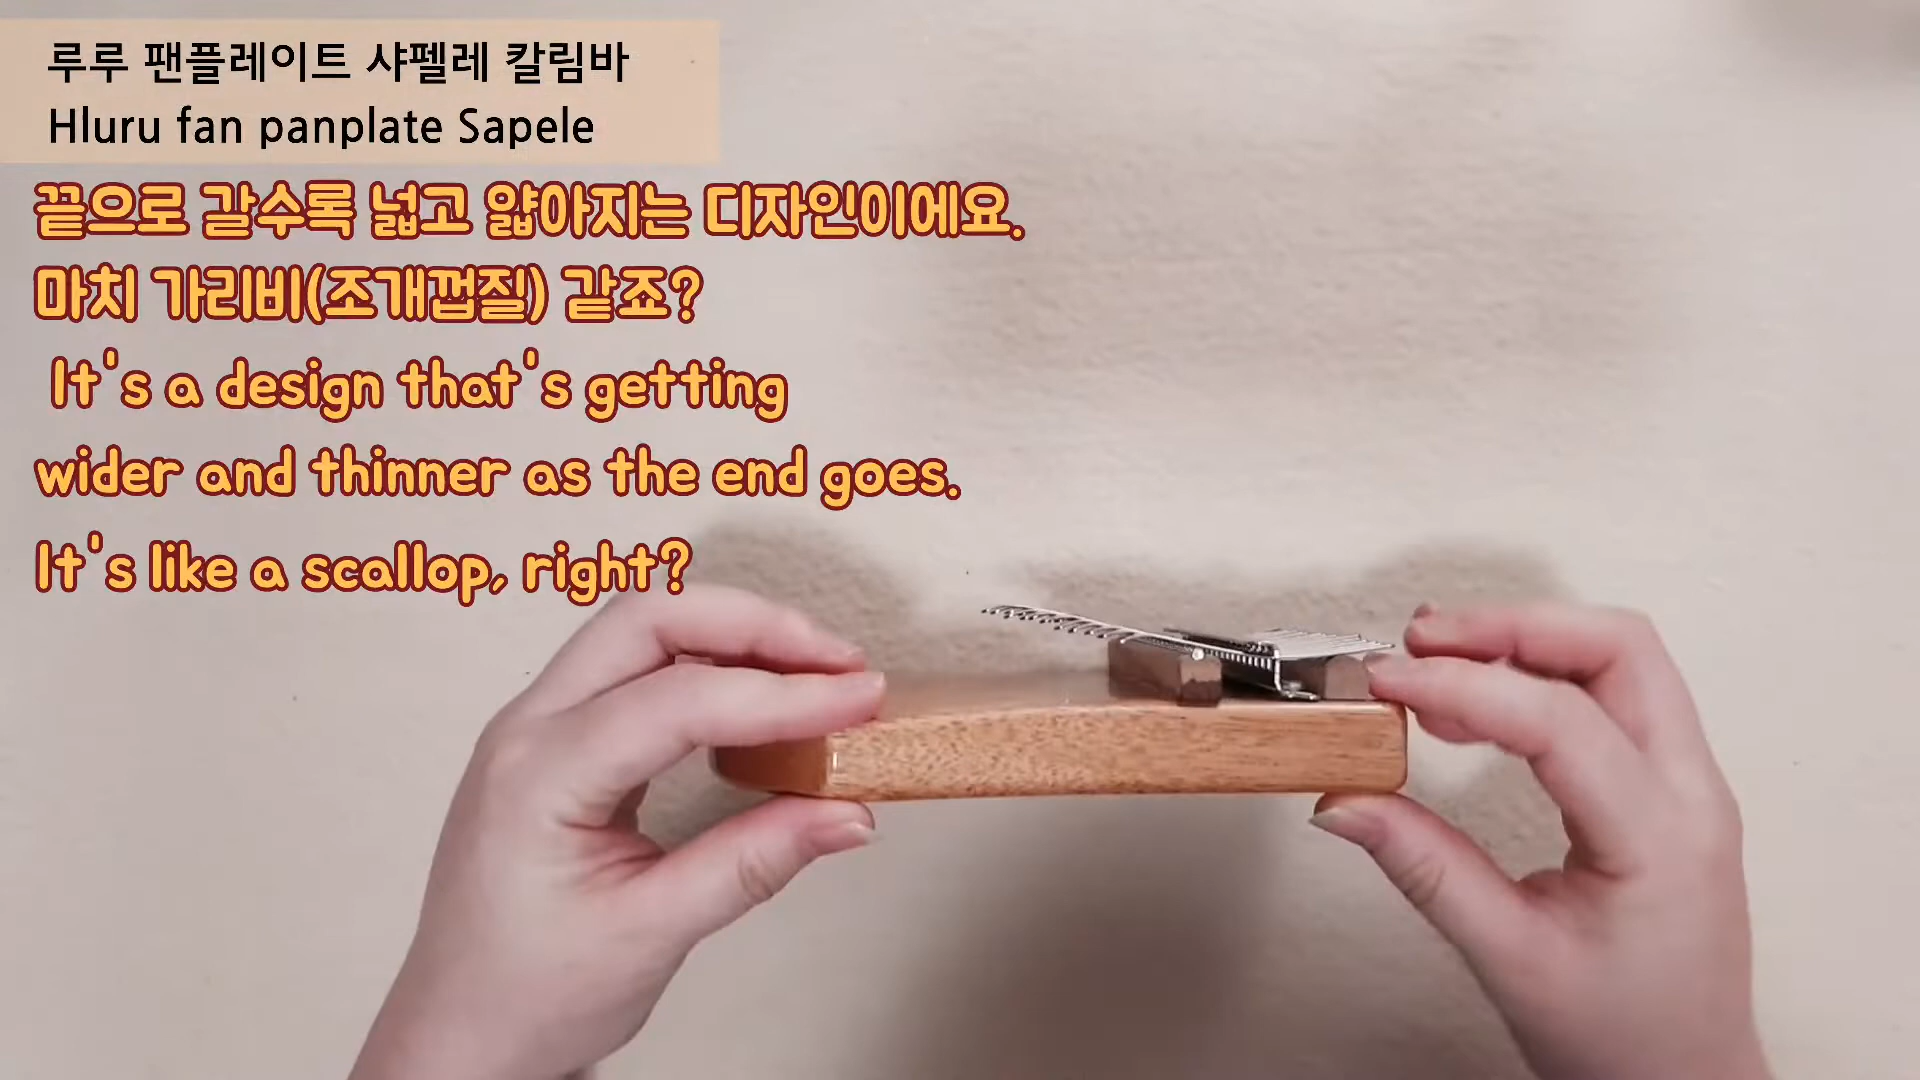 루루 팬플레이트 샤펠레 칼림바
Hluru fan panplate Sapele
끝으로 갈수록 넓고 얇아지는 디자인이에요.
마치 가리비(조개껍질) 같죠?
It's a design that's getting
wider and thinner as the end goes.
It's like a scallop, right?